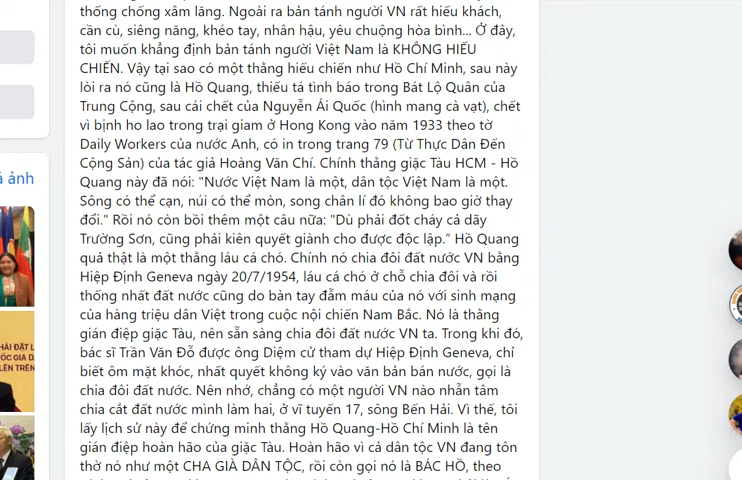 thống chống xâm lăng. Ngoài ra bản tánh người VN rất hiếu khách,
cần cù, siêng năng, khéo tay, nhân hậu, yêu chuộng hòa bình... Ở đây,
tôi muốn khẳng định bản tánh người Việt Nam là KHÔNG HIẾU
CHIẾN. Vậy tại sao có một thằng hiếu chiến như Hồ Chí Minh, sau này
lòi ra nó cũng là Hồ Quang, thiếu tá tình báo trong Bát Lộ Quân của
Trung Cộng, sau cái chết của Nguyễn Ái Quốc (hình mang cà vạt), chết
vì bịnh ho lao trong trại giam ở Hong Kong vào năm 1933 theo tờ
Daily Workers của nước Anh, có in trong trang 79 (Từ Thực Dân Đến
Cộng Sản) của tác giả Hoàng Văn Chí. Chính thằng giặc Tàu HCM - Hồ
Quang này đã nói: "Nước Việt Nam là một, dân tộc Việt Nam là một.
Sông có thể cạn, núi có thể mòn, song chân lí đó không bao giờ thay
đổi." Rồi nó còn bồi thêm một câu nữa: "Dù phải đốt cháy cả dãy
Trường Sơn, cũng phải kiên quyết giành cho được độc lập.” Hồ Quang
quả thật là một thằng láu cá chó. Chính nó chia đôi đất nước VN bằng
Hiệp Định Geneva ngày 20/7/1954, láu cá chó ở chỗ chia đôi và rồi
thống nhất đất nước cũng do bàn tay đẫm máu của nó với sinh mạng
của hàng triệu dân Việt trong cuộc nội chiến Nam Bắc. Nó là thằng
gián điệp giặc Tàu, nên sẵn sàng chia đôi đất nước VN ta. Trong khi đó,
bác sĩ Trần Văn Đỗ được ông Diệm cử tham dự Hiệp Định Geneva, chỉ
biết ôm mặt khóc, nhất quyết không ký vào văn bản bán nước, gọi là
chia đôi đất nước. Nên nhớ, chẳng có một người VN nào nhẫn tâm
chia cắt đất nước mình làm hai, ở vĩ tuyến 17, sông Bến Hải. Vì thế, tôi
lấy lịch sử này để chứng minh thằng Hồ Quang-Hồ Chí Minh là tên
gián điệp hoàn hão của giặc Tàu. Hoàn hão vì cả dân tộc VN đang tôn
thờ nó như một CHA GIÀ DÂN TỘC, rồi còn gọi nó là BÁC HỒ, theo
ả ảnh
HẢI ĐẶT L
ỐC GIA D
LÊN TRÊN